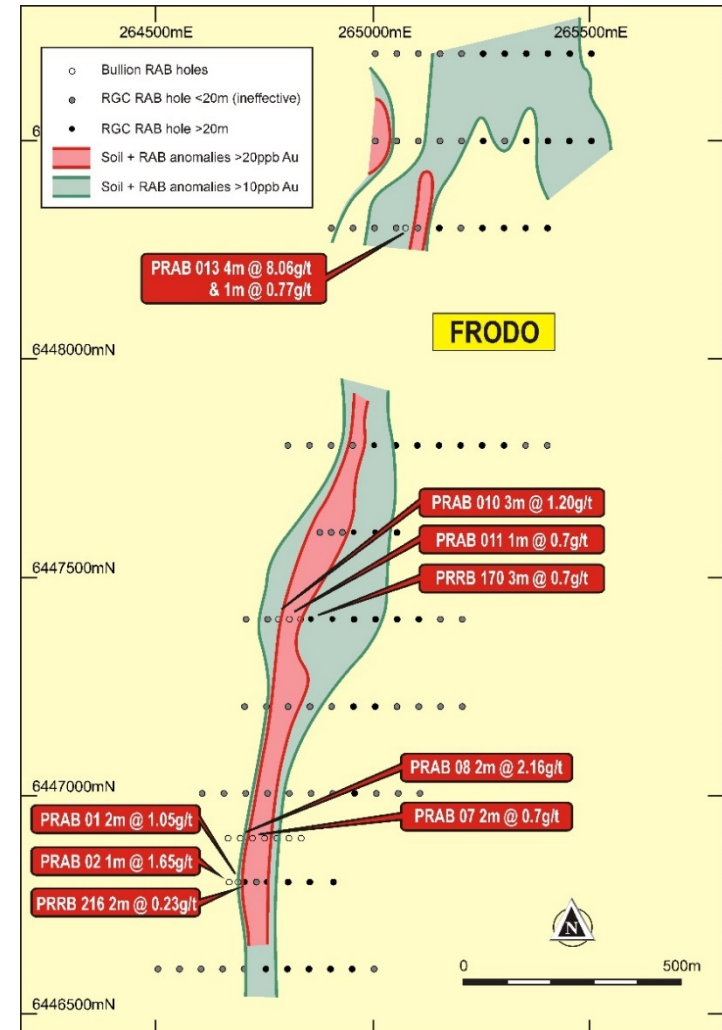 264500mE 265000mE 265500mE
Bullion RAB holes
RGC RAB hole <20m (ineffective)
RGC RAB hole >20m
Soil + RAB anomalies >20ppb Au
Soil + RAB anomalies >10ppb Au
6
PRAB 013 4m @ 8.06g/t
& 1m @ 0.77g/t
FRODO
6448000mN
PRAB 010 3m @ 1.20g/t
PRAB 011 1m @ 0.7g/t
6447500mN
PRRB 170 3m @ 0.7g/t
PRAB 08 2m @ 2.16g/t
6447000mN
PRAB 01 2m @ 1.05g/t
PRAB 07 2m @ 0.7g/t
PRAB 02 1m @ 1.65g/t
PRRB 216 2m @ 0.23g/t
N
0 500m
6446500mN